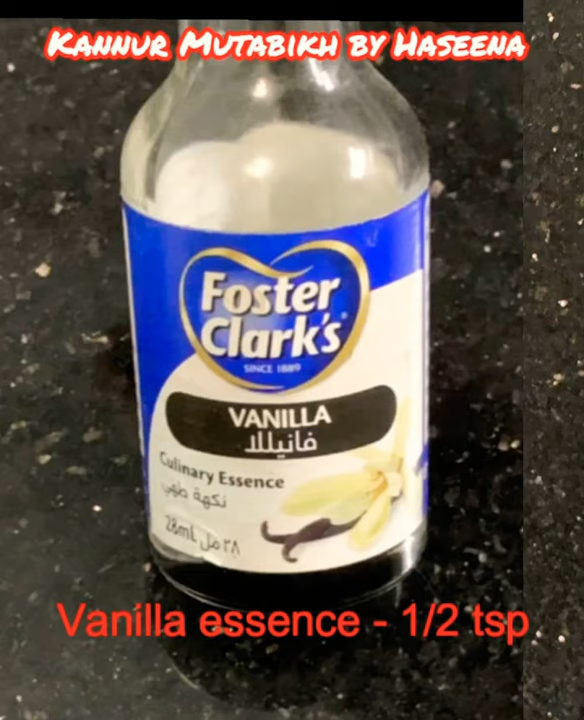 Kannur Mutabikh by Haseena
Foster
Clark's
SINCE 1889
VANILLA
فانيللا
Culinary Essence
نكهة طهي
28mL ٢٨ مل
Vanilla essence - 1/2 tsp